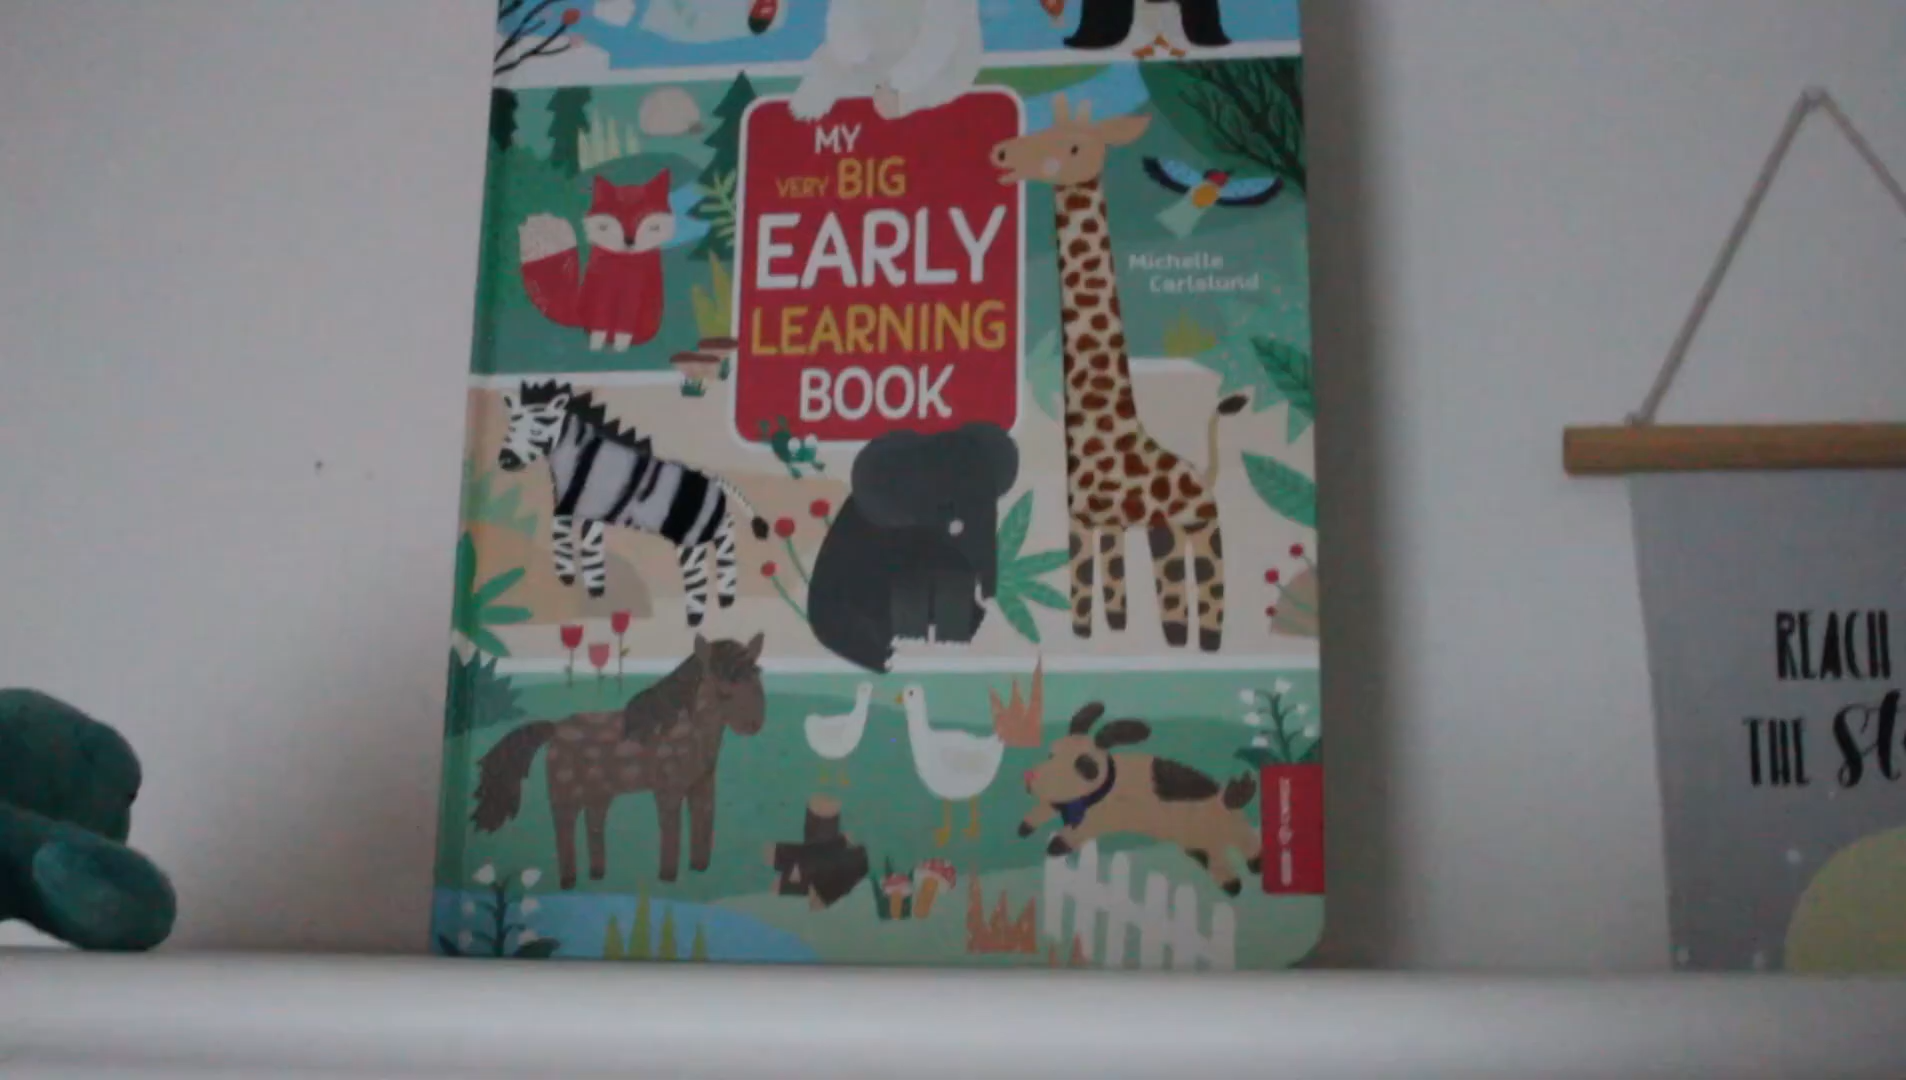 MY
VERY BIG
EARLY
LEARNING
BOOK
Michelle
Carlslund
REACH
THE